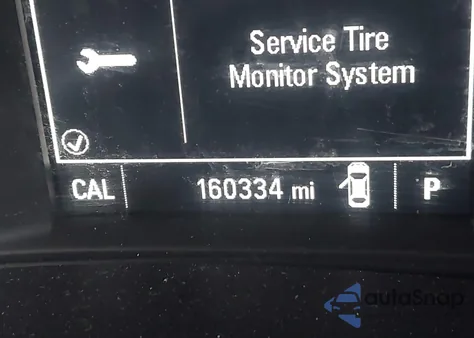 Service Tire
Monitor System
CAL 160334 mi P
autoSnap